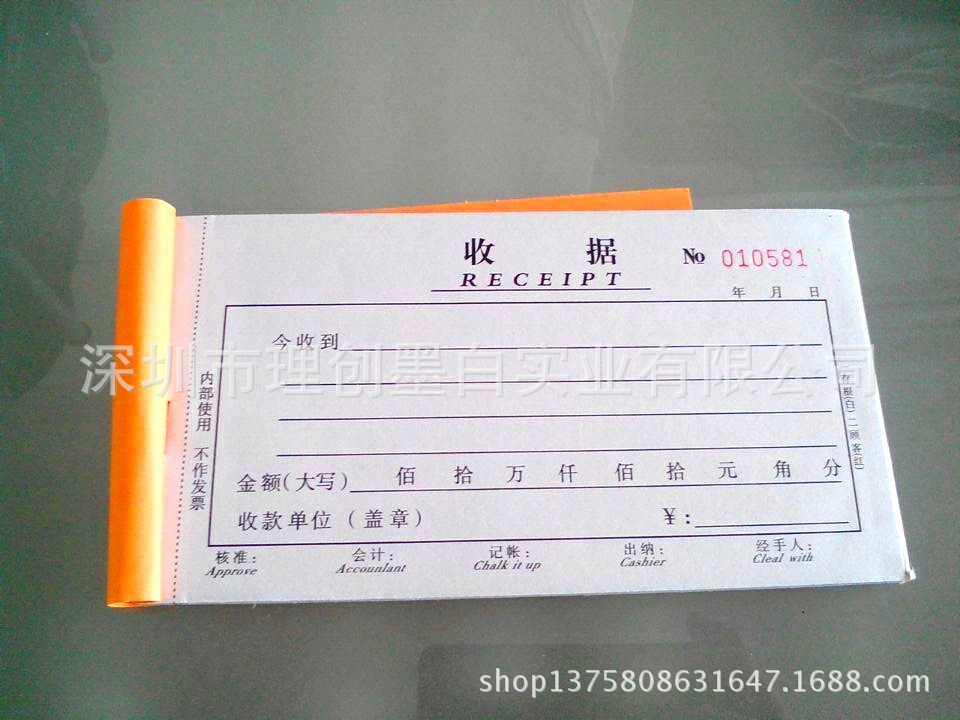 收 据 No 010581
RECEIPT
年 月 日
今收到
深圳市理创墨白实业有限公司
内部使用 不作发票
存根(白) 二顾客(红)
金额(大写) 佰 拾 万 仟 佰 拾 元 角 分
收款单位(盖章) ¥:
核准: 会计: 记帐: 出纳: 经手人:
Approve Accounlant Chalk it up Cashier Cleal with
shop1375808631647.1688.com